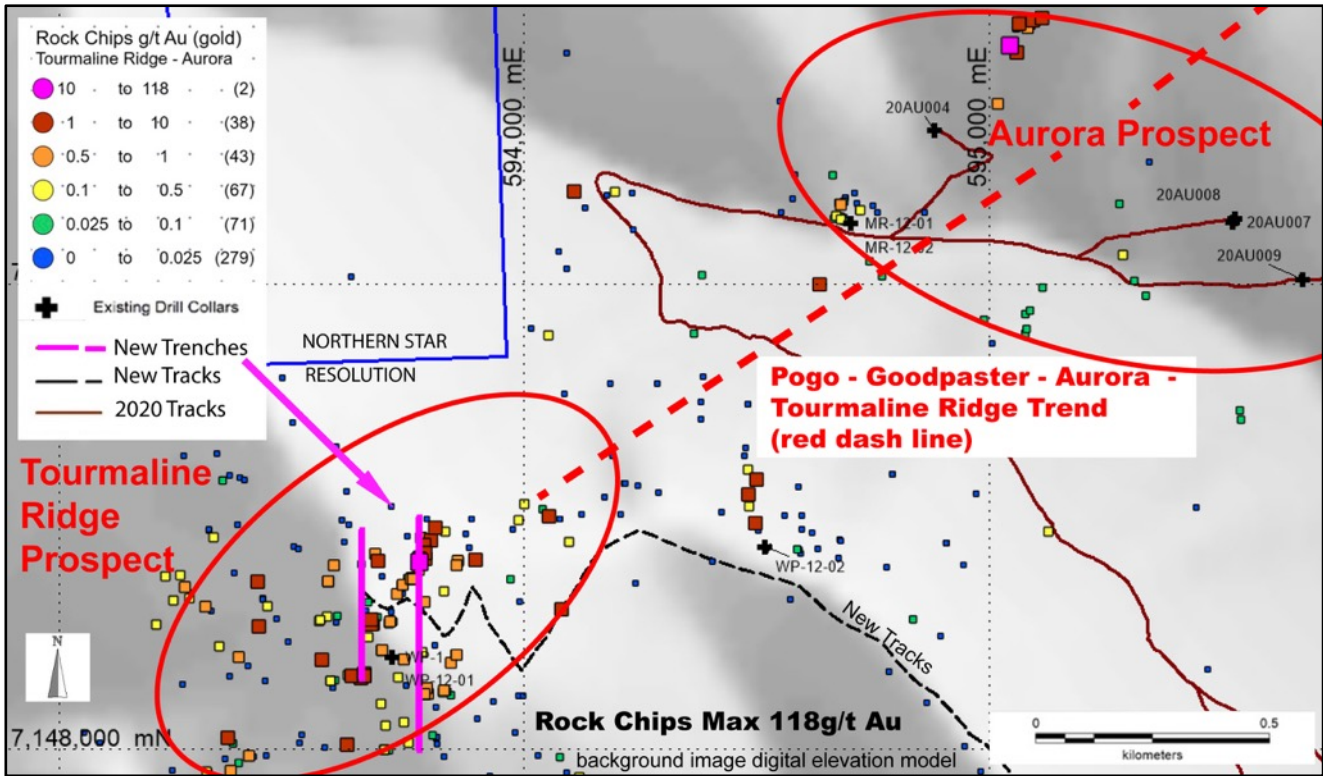 Rock Chips g/t Au (gold)
Tourmaline Ridge - Aurora
10 to 118 (2)
1 to 10 (38)
0.5 to 1 (43)
0.1 to 0.5 (67)
0.025 to 0.1 (71)
0 to 0.025 (279)
Existing Drill Collars
New Trenches
New Tracks
2020 Tracks
594,000 mE
595,000 mE
20AU004
Aurora Prospect
20AU008
20AU007
20AU009
MR-12-01
MR-12-02
7
NORTHERN STAR
RESOLUTION
Pogo - Goodpaster - Aurora -
Tourmaline Ridge Trend
(red dash line)
Tourmaline
Ridge
Prospect
WP-12-02
New Tracks
WP-1
WP-12-01
N
Rock Chips Max 118g/t Au
7,148,000 mN
background image digital elevation model
0 0.5
kilometers